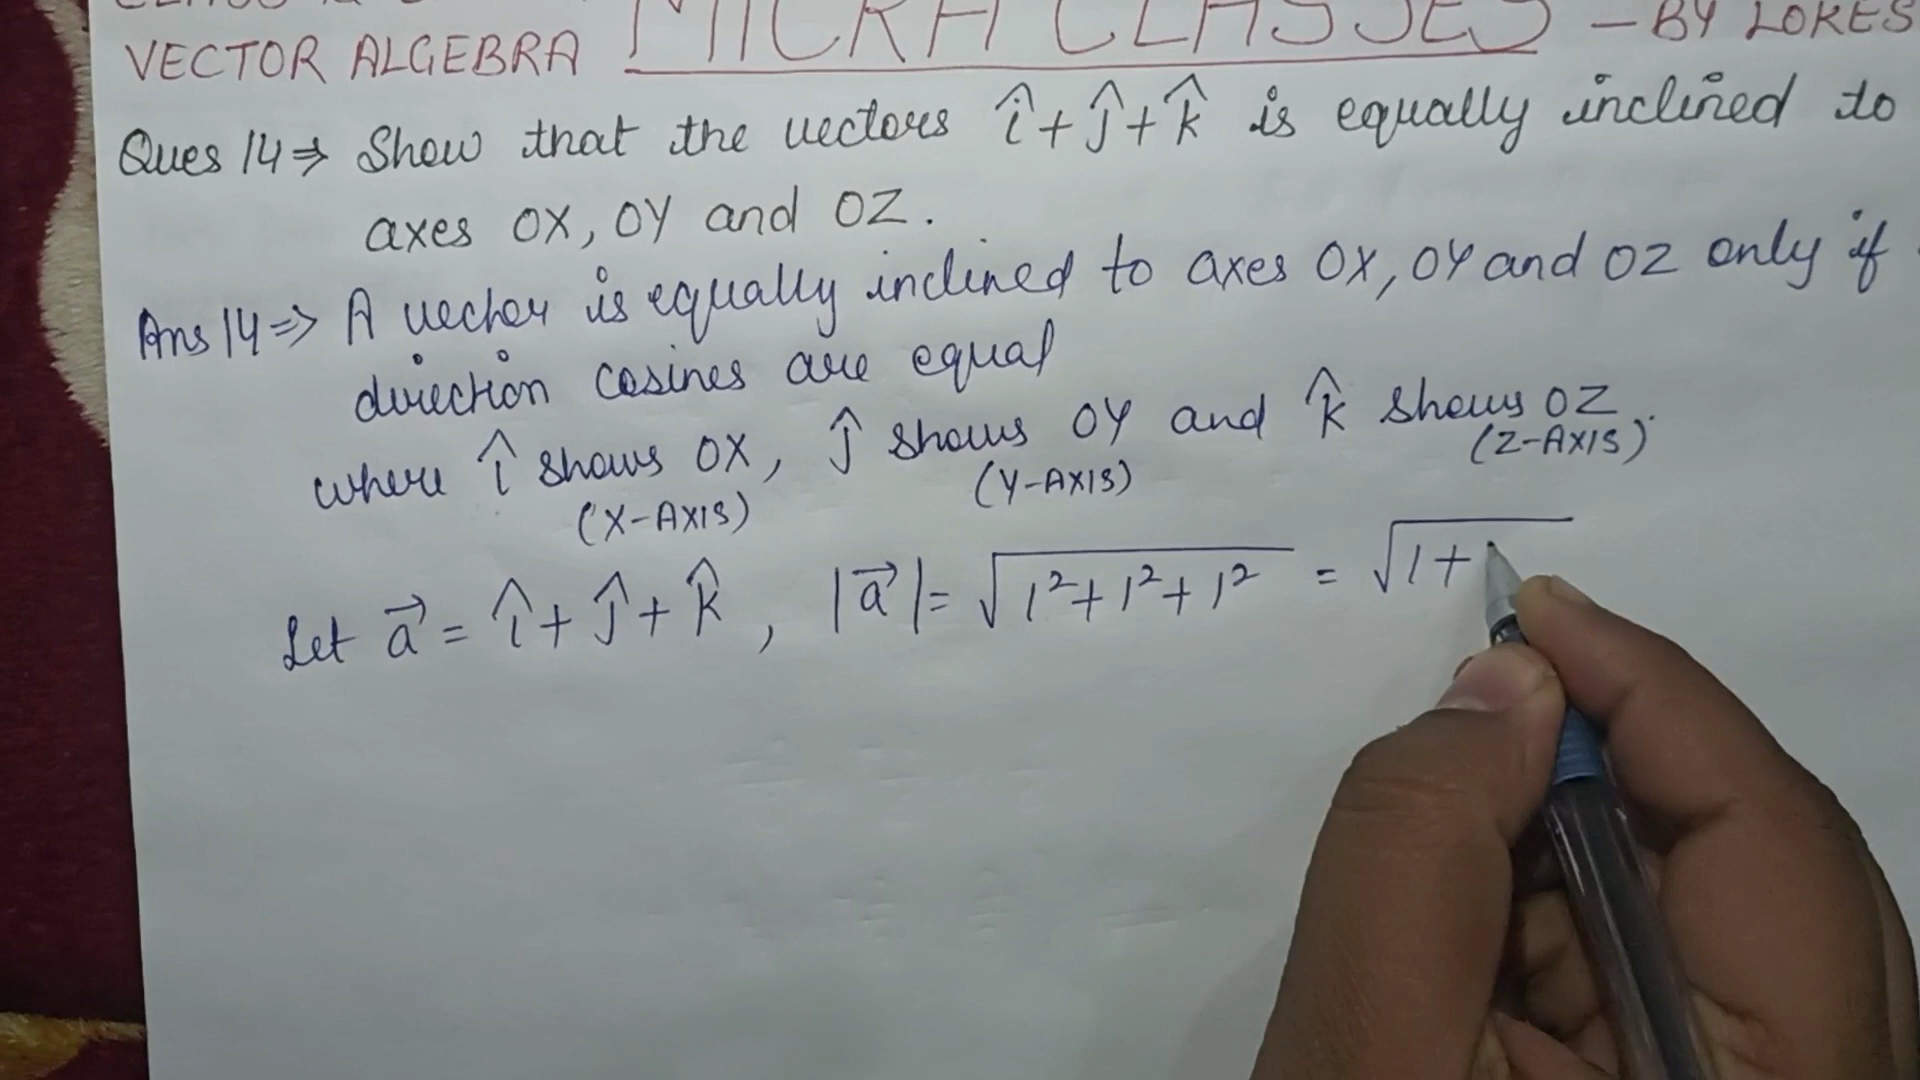 VECTOR ALGEBRA MICRA CLASSES - BY LOKES
Ques 14⇒ Show that the vectors î+ĵ+k̂ is equally inclined to
axes OX, OY and OZ.
Ans 14⇒ A vector is equally inclined to axes OX, OY and OZ only if
direction cosines are equal
where î shows OX, ĵ shows OY and k̂ shows OZ.
(X-AXIS) (Y-AXIS) (Z-AXIS)
Let a⃗ = î+ĵ+k̂, |a⃗|= √1²+1²+1² = √1+